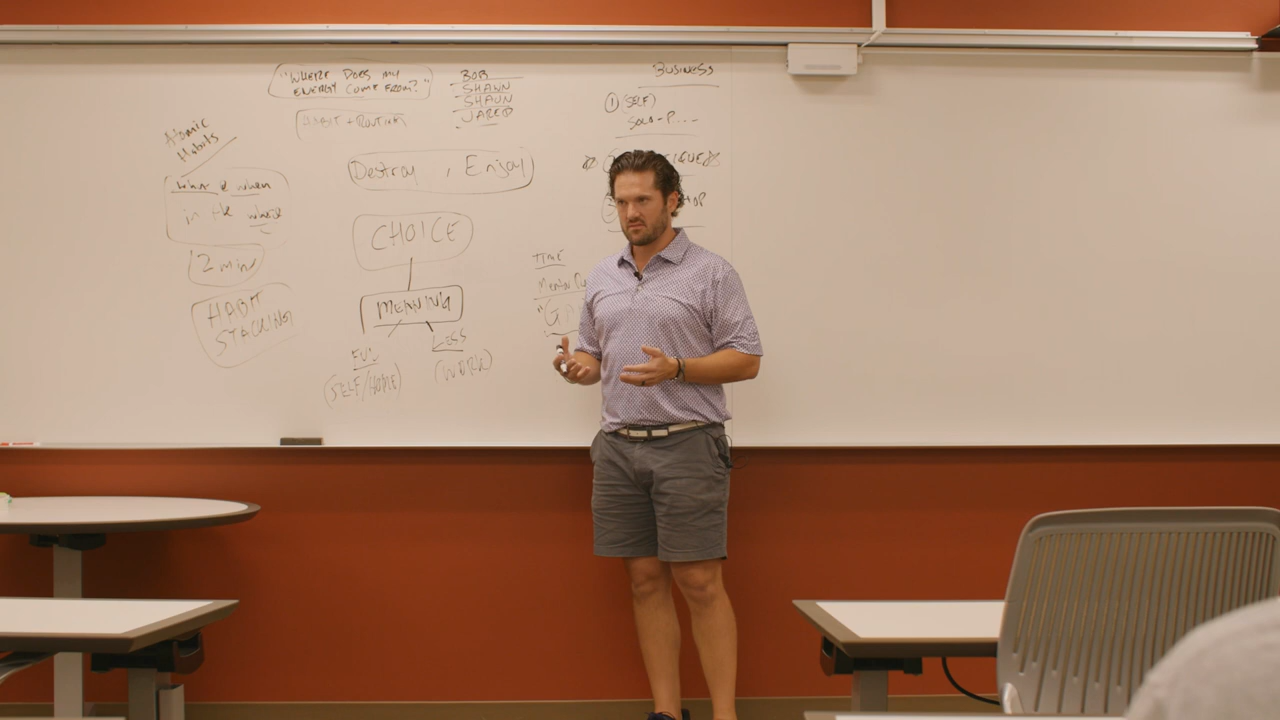 Atomic
Habits
what & when
in the where
2 min
HABIT
STACKING
"WHERE DOES MY
ENERGY COME FROM?"
HABIT + ROUTINE
BOB
SHAWN
SHAUN
JARED
Destroy, Enjoy
CHOICE
MEANING
FUL
(SELF/HOME)
LESS
(WORK)
BUSINESS
① (SELF)
SOLO-P...
TIME